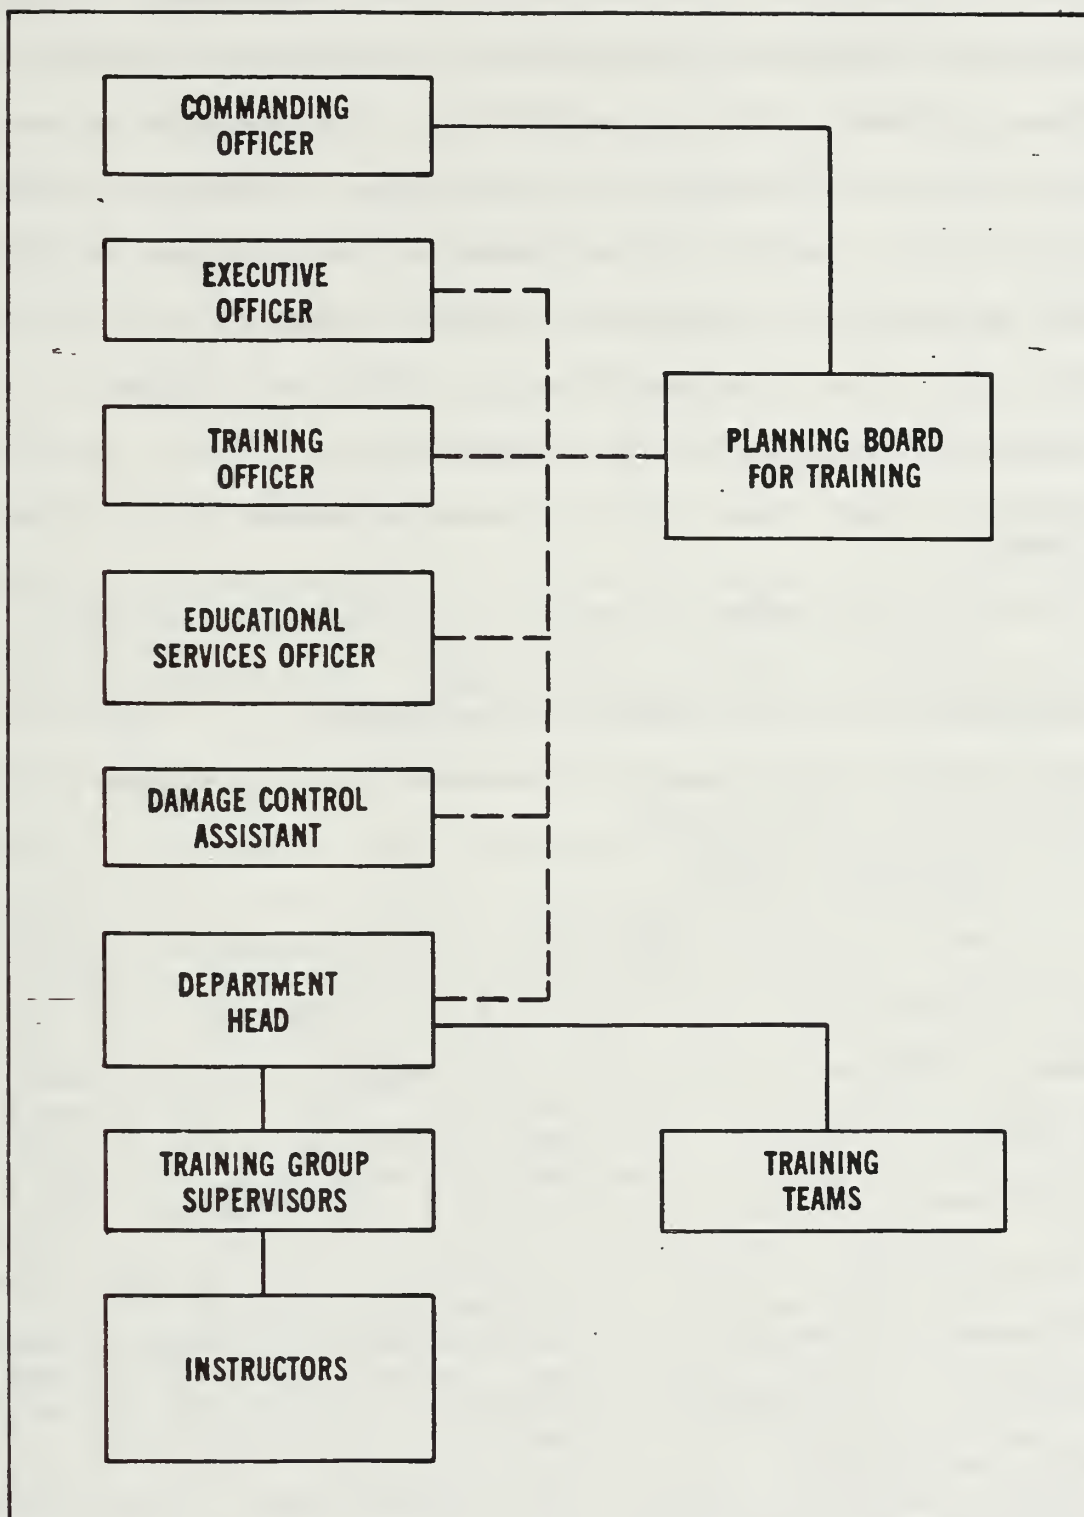 COMMANDING
OFFICER
EXECUTIVE
OFFICER
TRAINING
OFFICER
PLANNING BOARD
FOR TRAINING
EDUCATIONAL
SERVICES OFFICER
DAMAGE CONTROL
ASSISTANT
DEPARTMENT
HEAD
TRAINING GROUP
SUPERVISORS
TRAINING
TEAMS
INSTRUCTORS